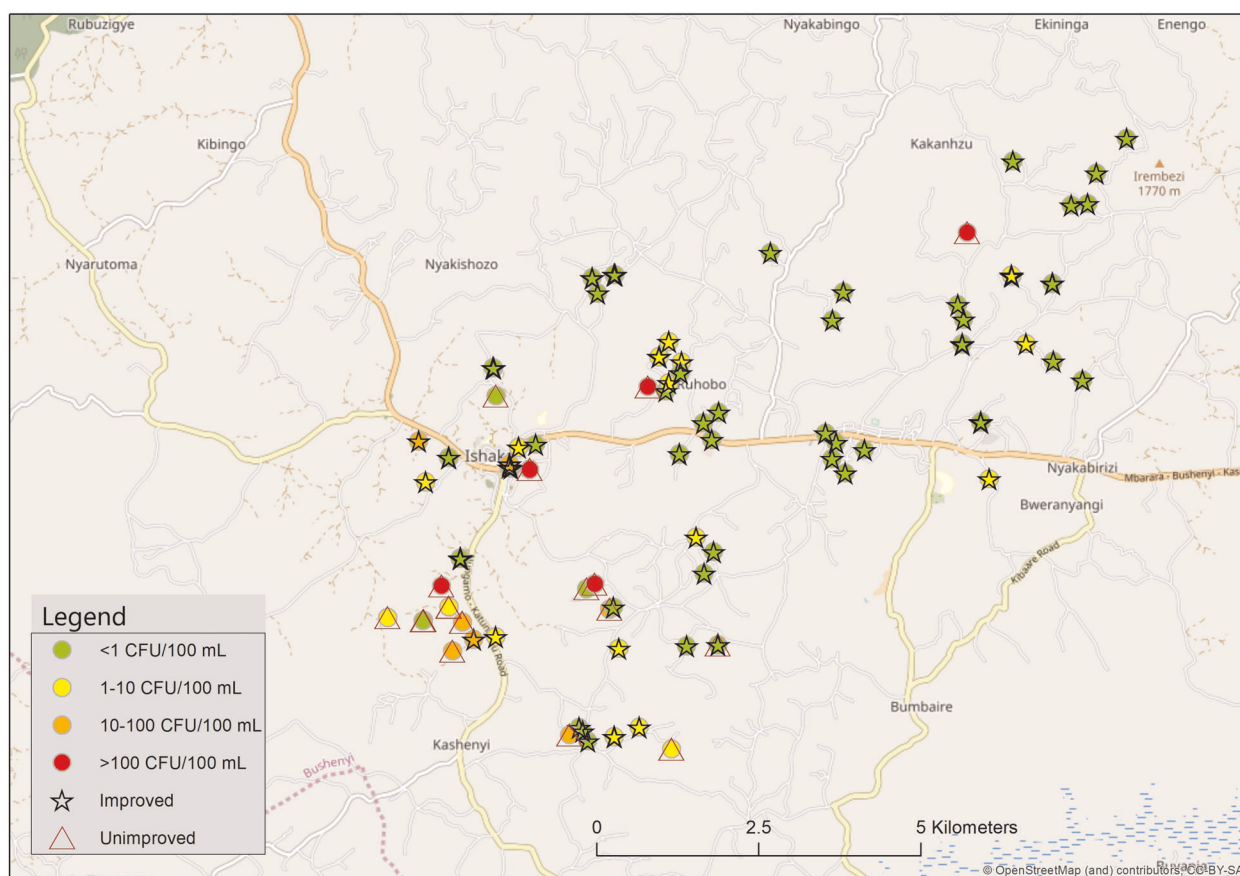 Rubuzigye
Nyakabingo
Ekininga
Enengo
Kibingo
Kakanhzu
Irembezi
1770 m
Nyarutoma
Nyakishozo
Ruhobo
Ishak
Nyakabirizi
Mbarara - Bushenyi - Kas
Bweranyangi
Kibaare Road
Legend
<1 CFU/100 mL
1-10 CFU/100 mL
10-100 CFU/100 mL
>100 CFU/100 mL
Improved
Unimproved
Bumbaire
Kashenyi
Bushenyi
0
2.5
5 Kilometers
© OpenStreetMap (and) contributors, CC-BY-SA